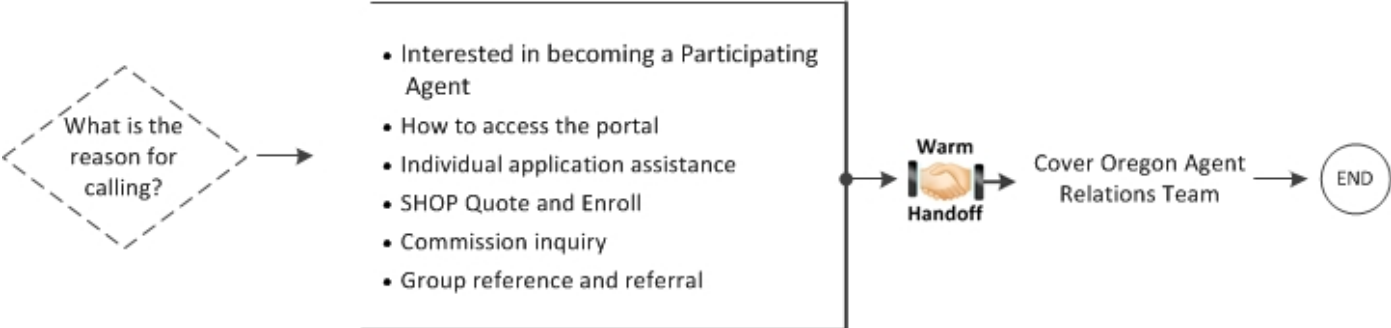 What is the
reason for
calling?
• Interested in becoming a Participating
Agent
• How to access the portal
• Individual application assistance
• SHOP Quote and Enroll
• Commission inquiry
• Group reference and referral
Warm
Handoff
Cover Oregon Agent
Relations Team
END